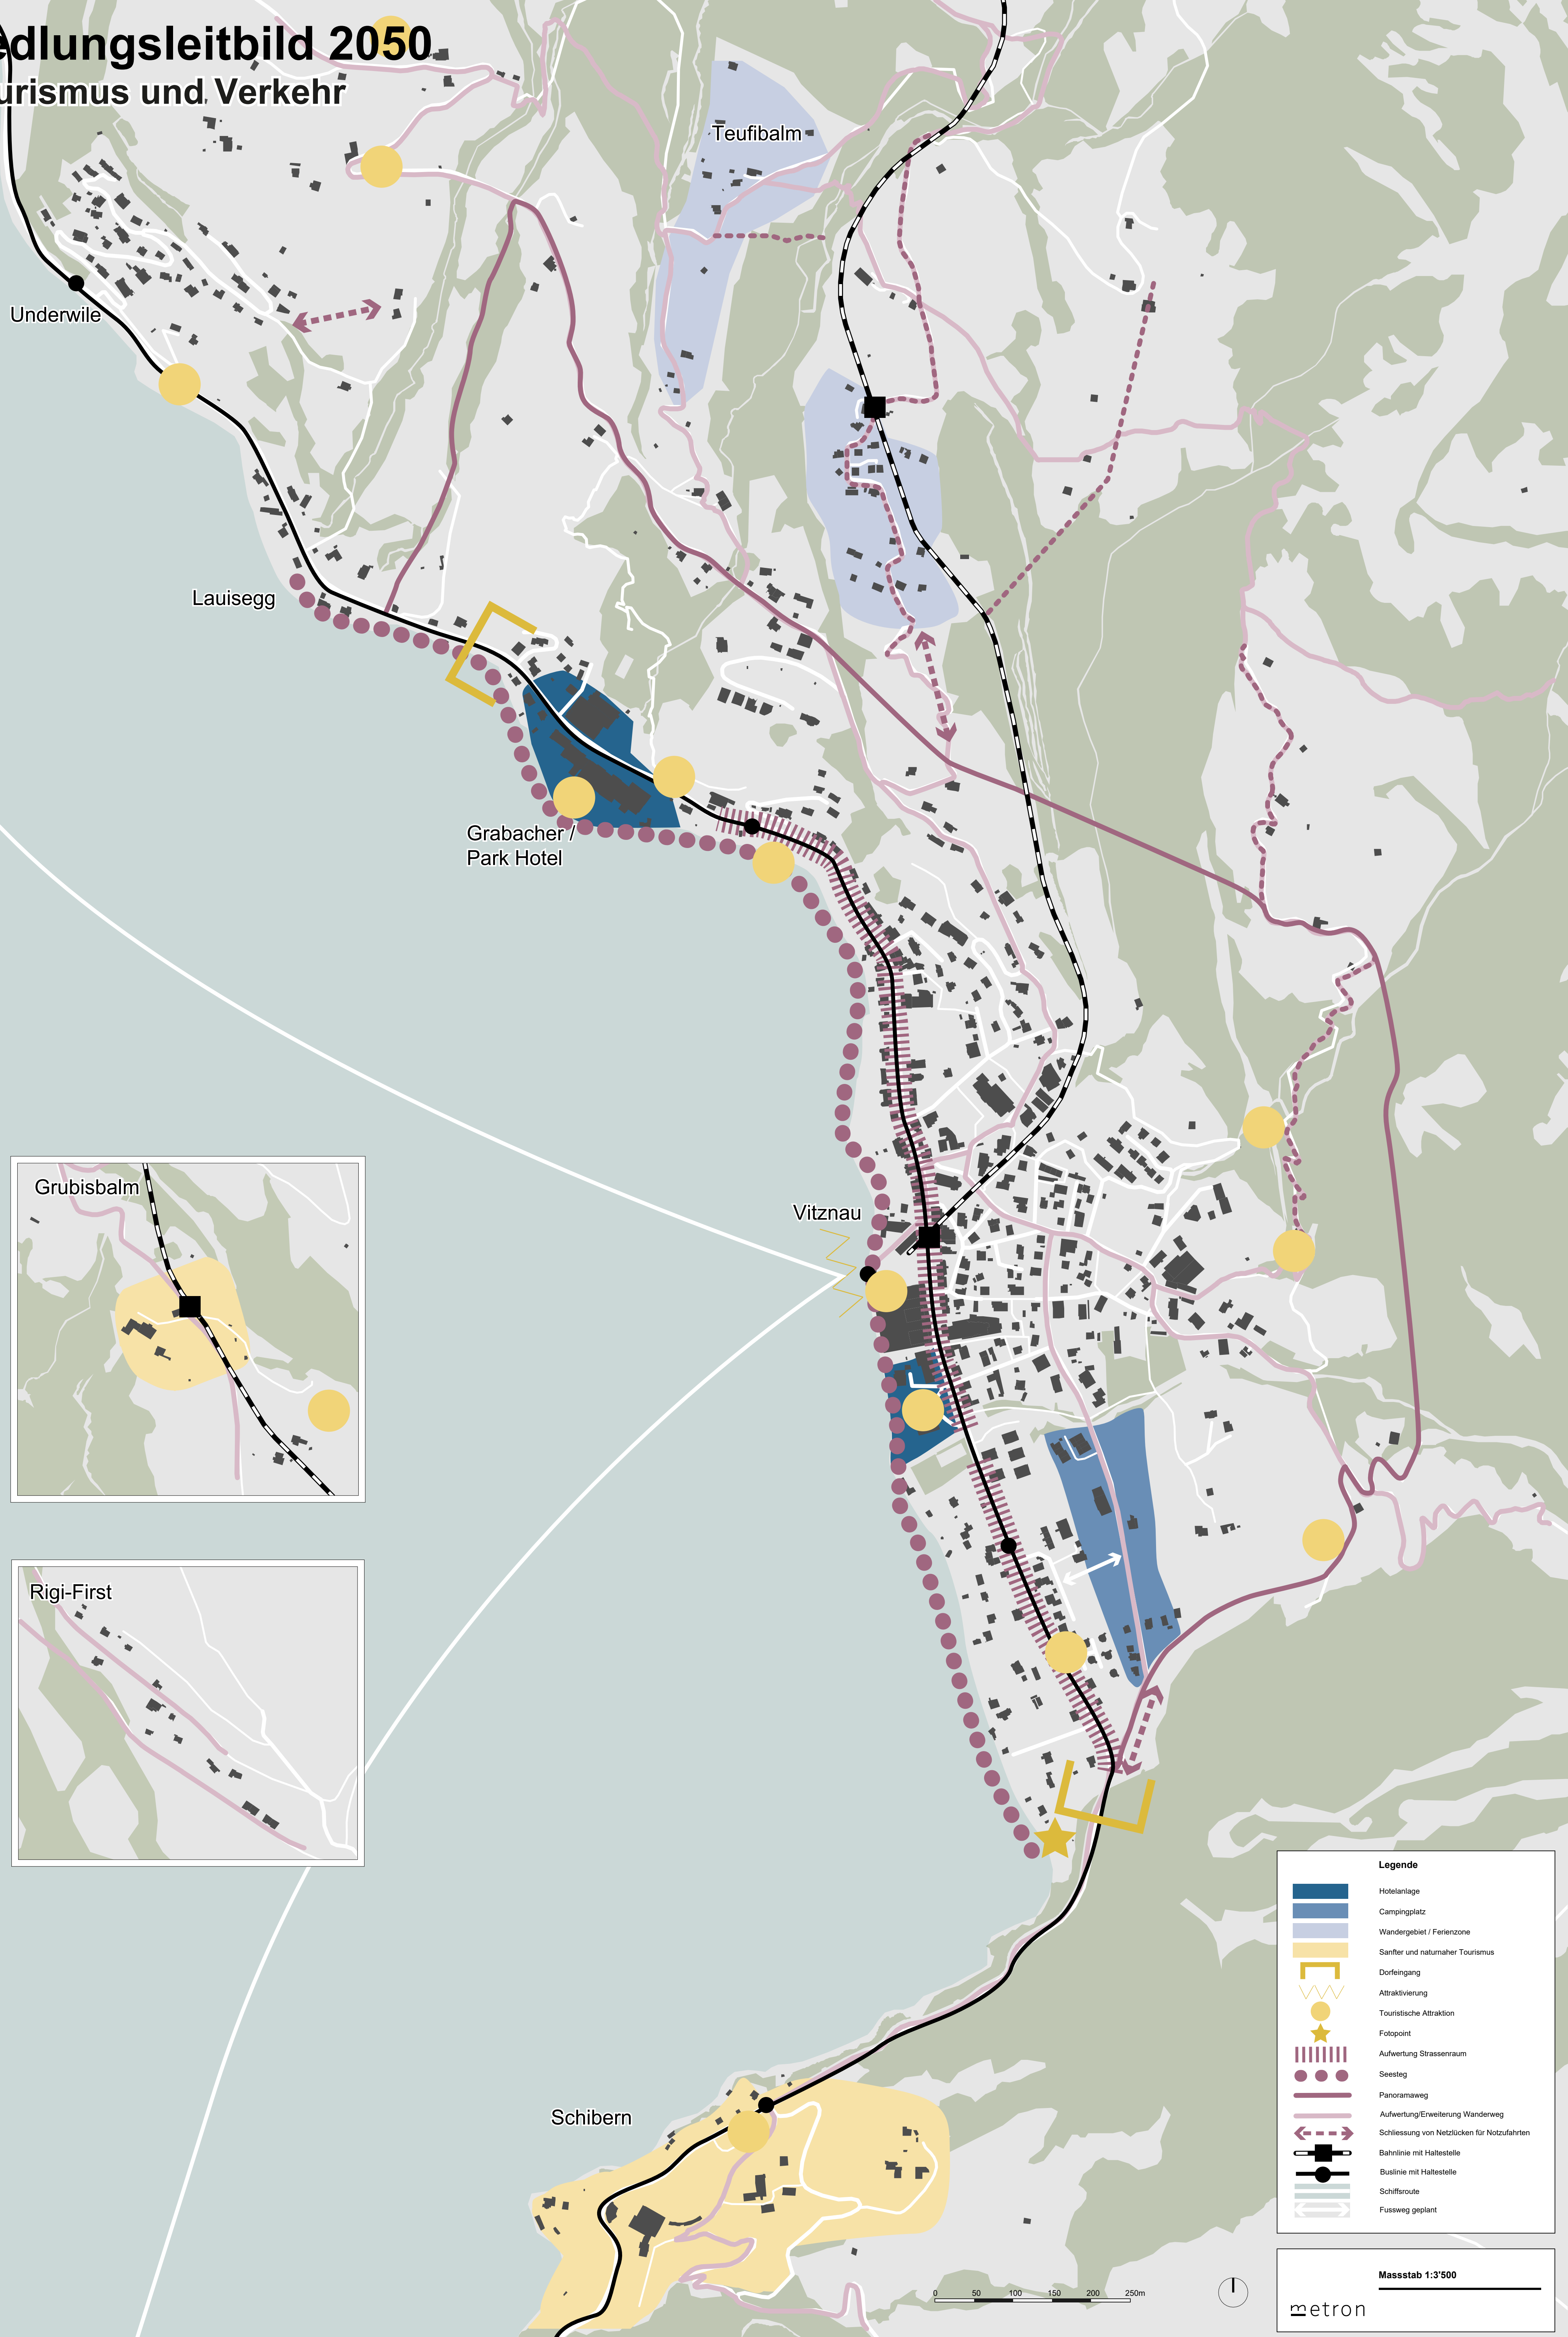 edlungsleitbild 2050
urismus und Verkehr
Teufibalm
Underwile
Lauisegg
Grabacher /
Park Hotel
Grubisbalm
Vitznau
Rigi-First
Schibern
Legende
Hotelanlage
Campingplatz
Wandergebiet / Ferienzone
Sanfter und naturnaher Tourismus
Dorfeingang
Attraktivierung
Touristische Attraktion
Fotopoint
Aufwertung Strassenraum
Seesteg
Panoramaweg
Aufwertung/Erweiterung Wanderweg
Schliessung von Netzlücken für Notzufahrten
Bahnlinie mit Haltestelle
Buslinie mit Haltestelle
Schiffsroute
Fussweg geplant
0 50 100 150 200 250m
Massstab 1:3'500
metron